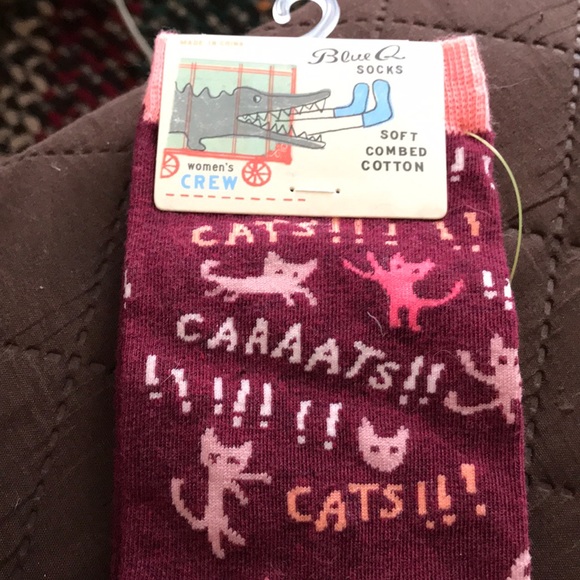 MADE IN CHINA
Blue Q
SOCKS
SOFT
COMBED
COTTON
women's
CREW
!!
CATS!!! !!
!!
CAAAATS!!
!!!!! !!
CATS!!!